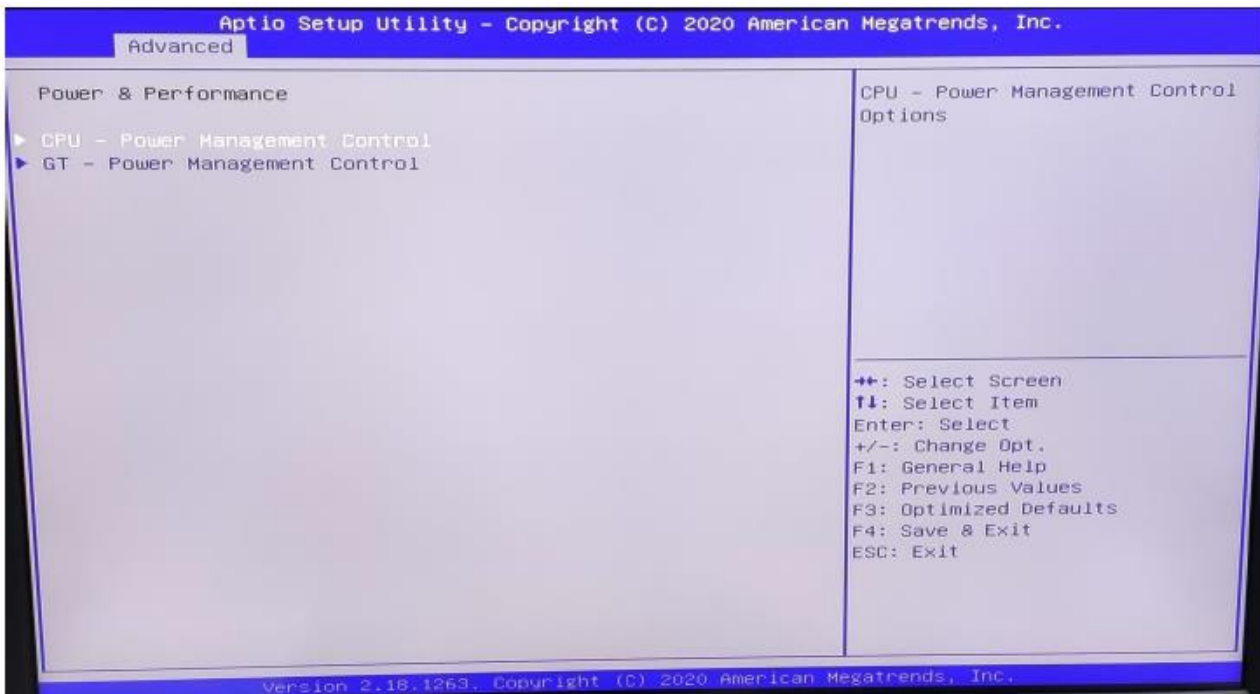 Aptio Setup Utility – Copyright (C) 2020 American Megatrends, Inc.
Advanced
Power & Performance
▶ CPU – Power Management Control
▶ GT – Power Management Control
CPU – Power Management Control
Options
→←: Select Screen
↑↓: Select Item
Enter: Select
+/-: Change Opt.
F1: General Help
F2: Previous Values
F3: Optimized Defaults
F4: Save & Exit
ESC: Exit
Version 2.18.1263. Copyright (C) 2020 American Megatrends, Inc.